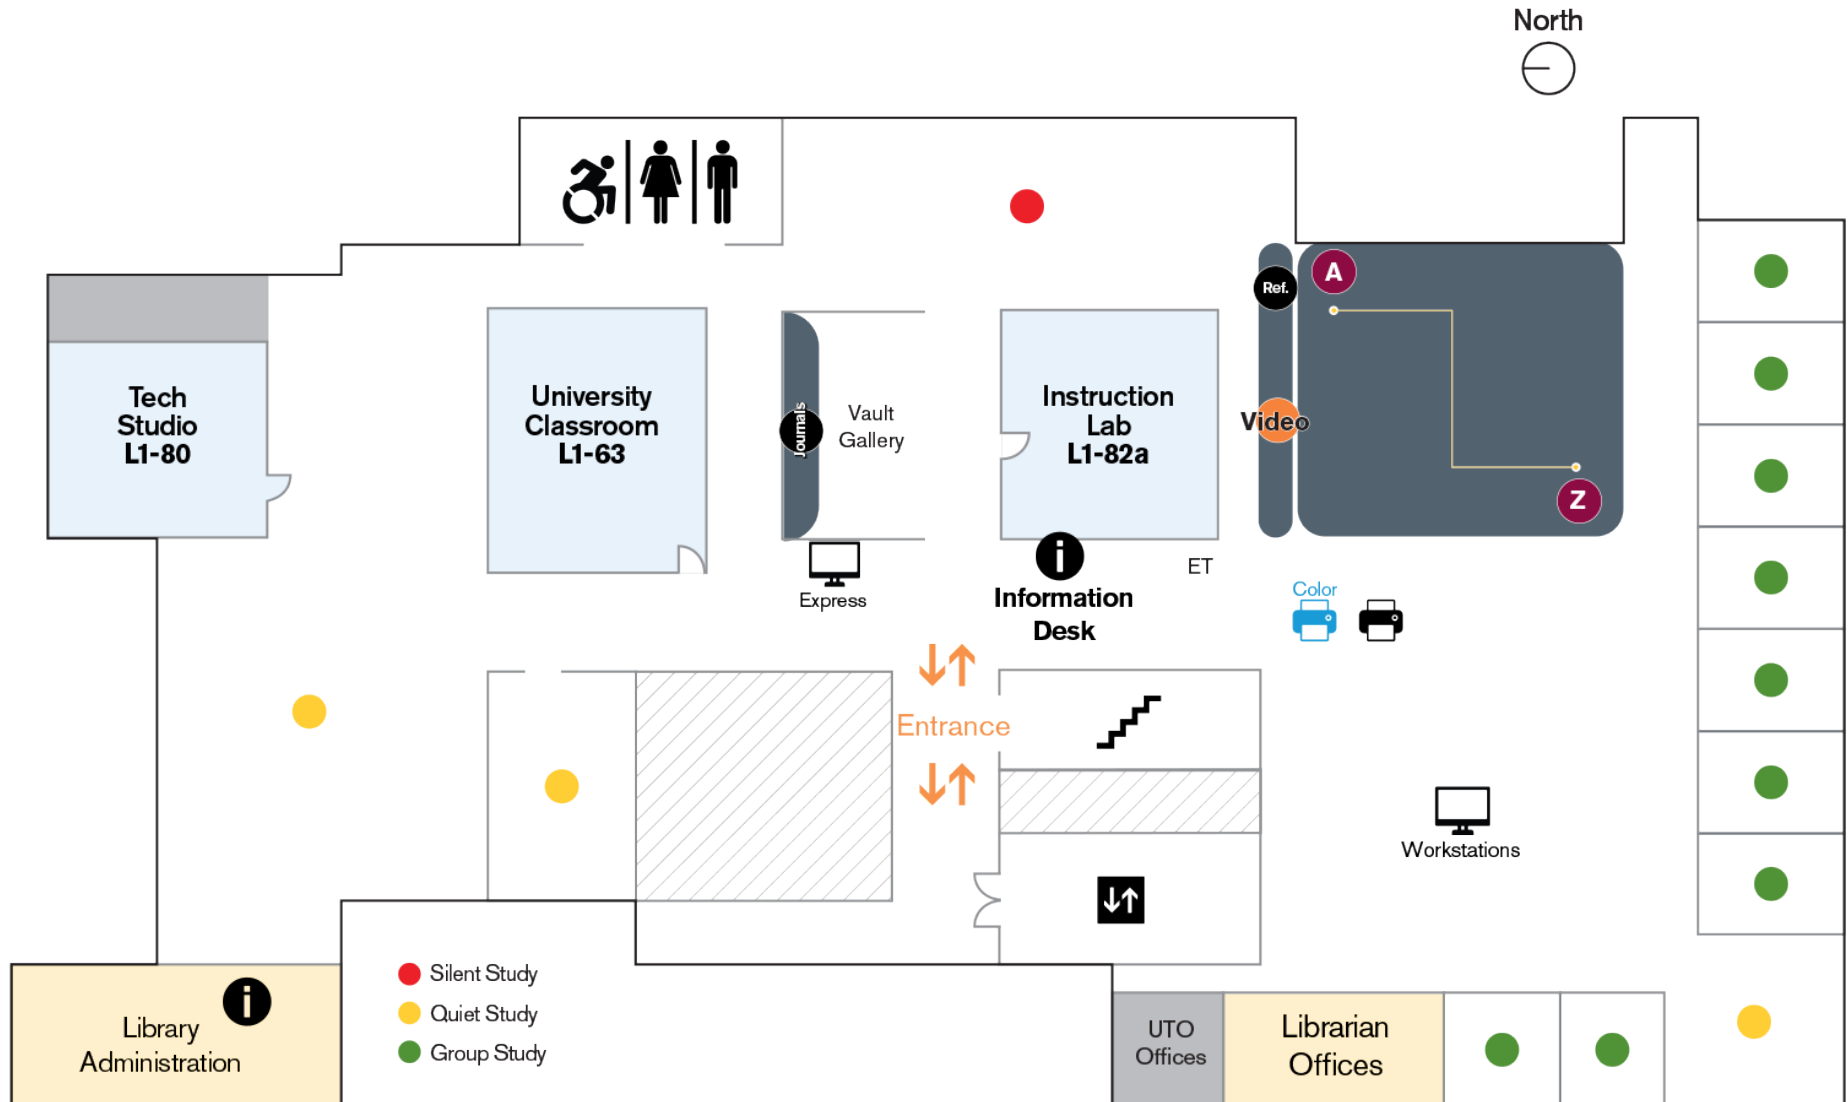 North
A
Ref.
Tech
Studio
L1-80
University
Classroom
L1-63
Journals
Vault
Gallery
Instruction
Lab
L1-82a
Video
Z
i
ET
Express
Information
Desk
Color
Entrance
Workstations
Silent Study
Quiet Study
Group Study
i
Library
Administration
UTO
Offices
Librarian
Offices